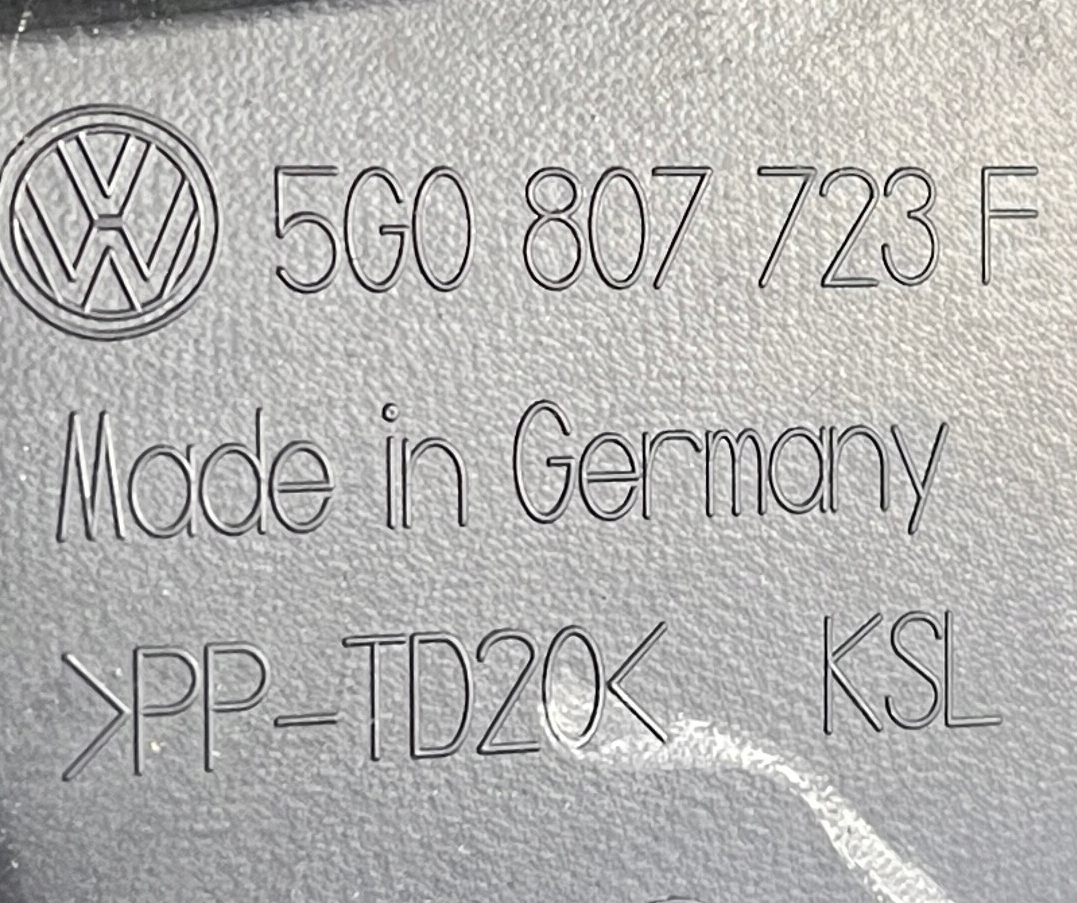 5G0 807 723 F
Made in Germany
>PP-TD20< KSL